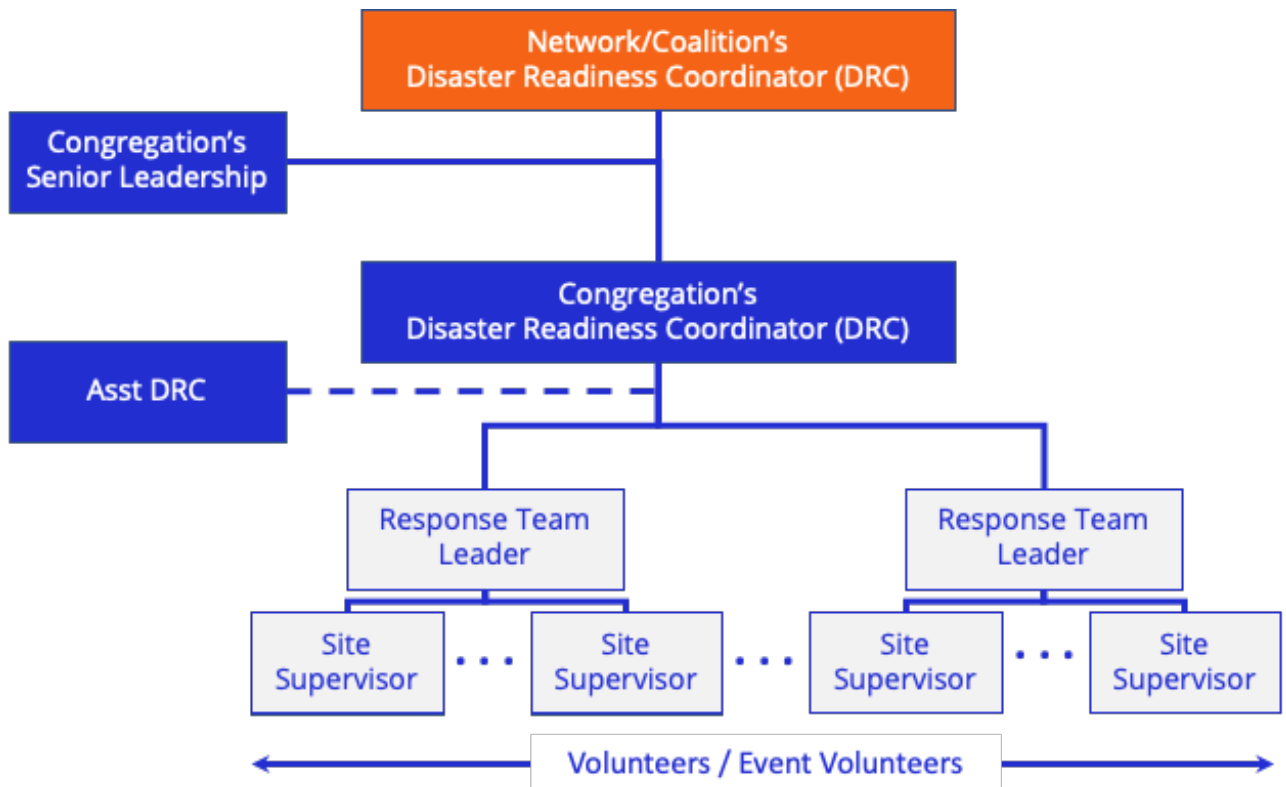 Network/Coalition’s
Disaster Readiness Coordinator (DRC)
Congregation’s
Senior Leadership
Congregation’s
Disaster Readiness Coordinator (DRC)
Asst DRC
Response Team
Leader
Response Team
Leader
Site
Supervisor
...
Site
Supervisor
...
Site
Supervisor
...
Site
Supervisor
Volunteers / Event Volunteers